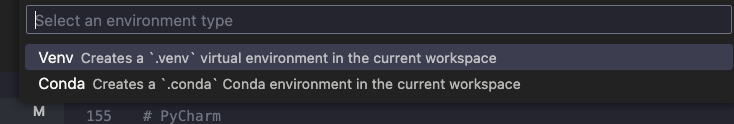 Select an environment type
Venv Creates a `.venv` virtual environment in the current workspace
Conda Creates a `.conda` Conda environment in the current workspace
M 155 # PyCharm